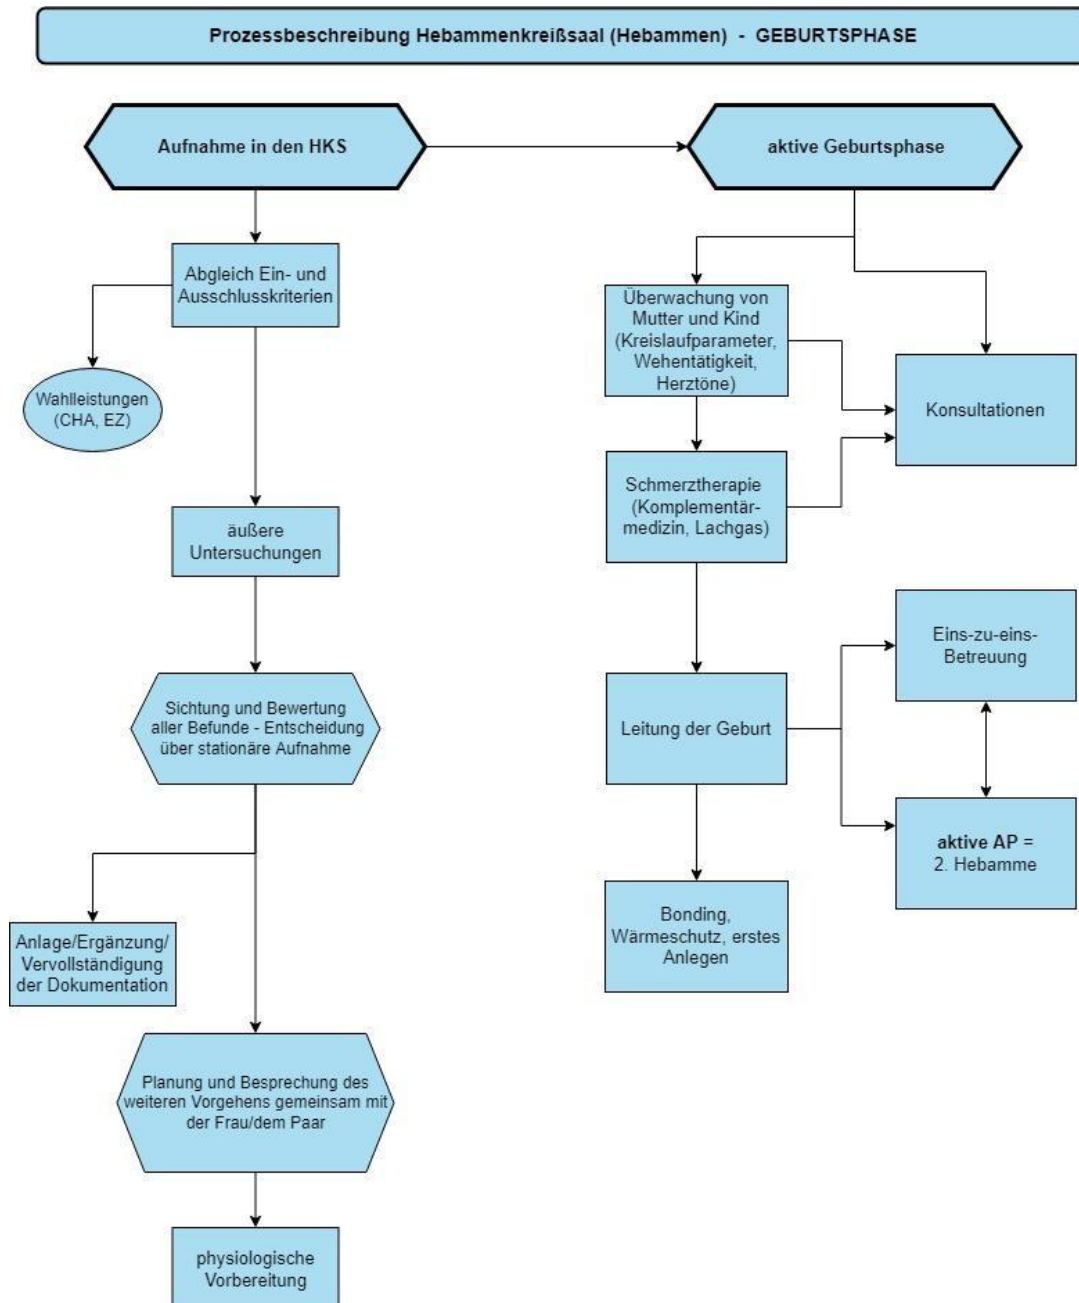 Prozessbeschreibung Hebammenkreißsaal (Hebammen) - GEBURTSPHASE
Aufnahme in den HKS
Abgleich Ein- und
Ausschlusskriterien
Wahlleistungen
(CHA, EZ)
äußere
Untersuchungen
Sichtung und Bewertung
aller Befunde - Entscheidung
über stationäre Aufnahme
Anlage/Ergänzung/
Vervollständigung
der Dokumentation
Planung und Besprechung des
weiteren Vorgehens gemeinsam mit
der Frau/dem Paar
physiologische
Vorbereitung
aktive Geburtsphase
Überwachung von
Mutter und Kind
(Kreislaufparameter,
Wehentätigkeit,
Herztöne)
Konsultationen
Schmerztherapie
(Komplementär-
medizin, Lachgas)
Leitung der Geburt
Eins-zu-eins-
Betreuung
aktive AP =
2. Hebamme
Bonding,
Wärmeschutz, erstes
Anlegen